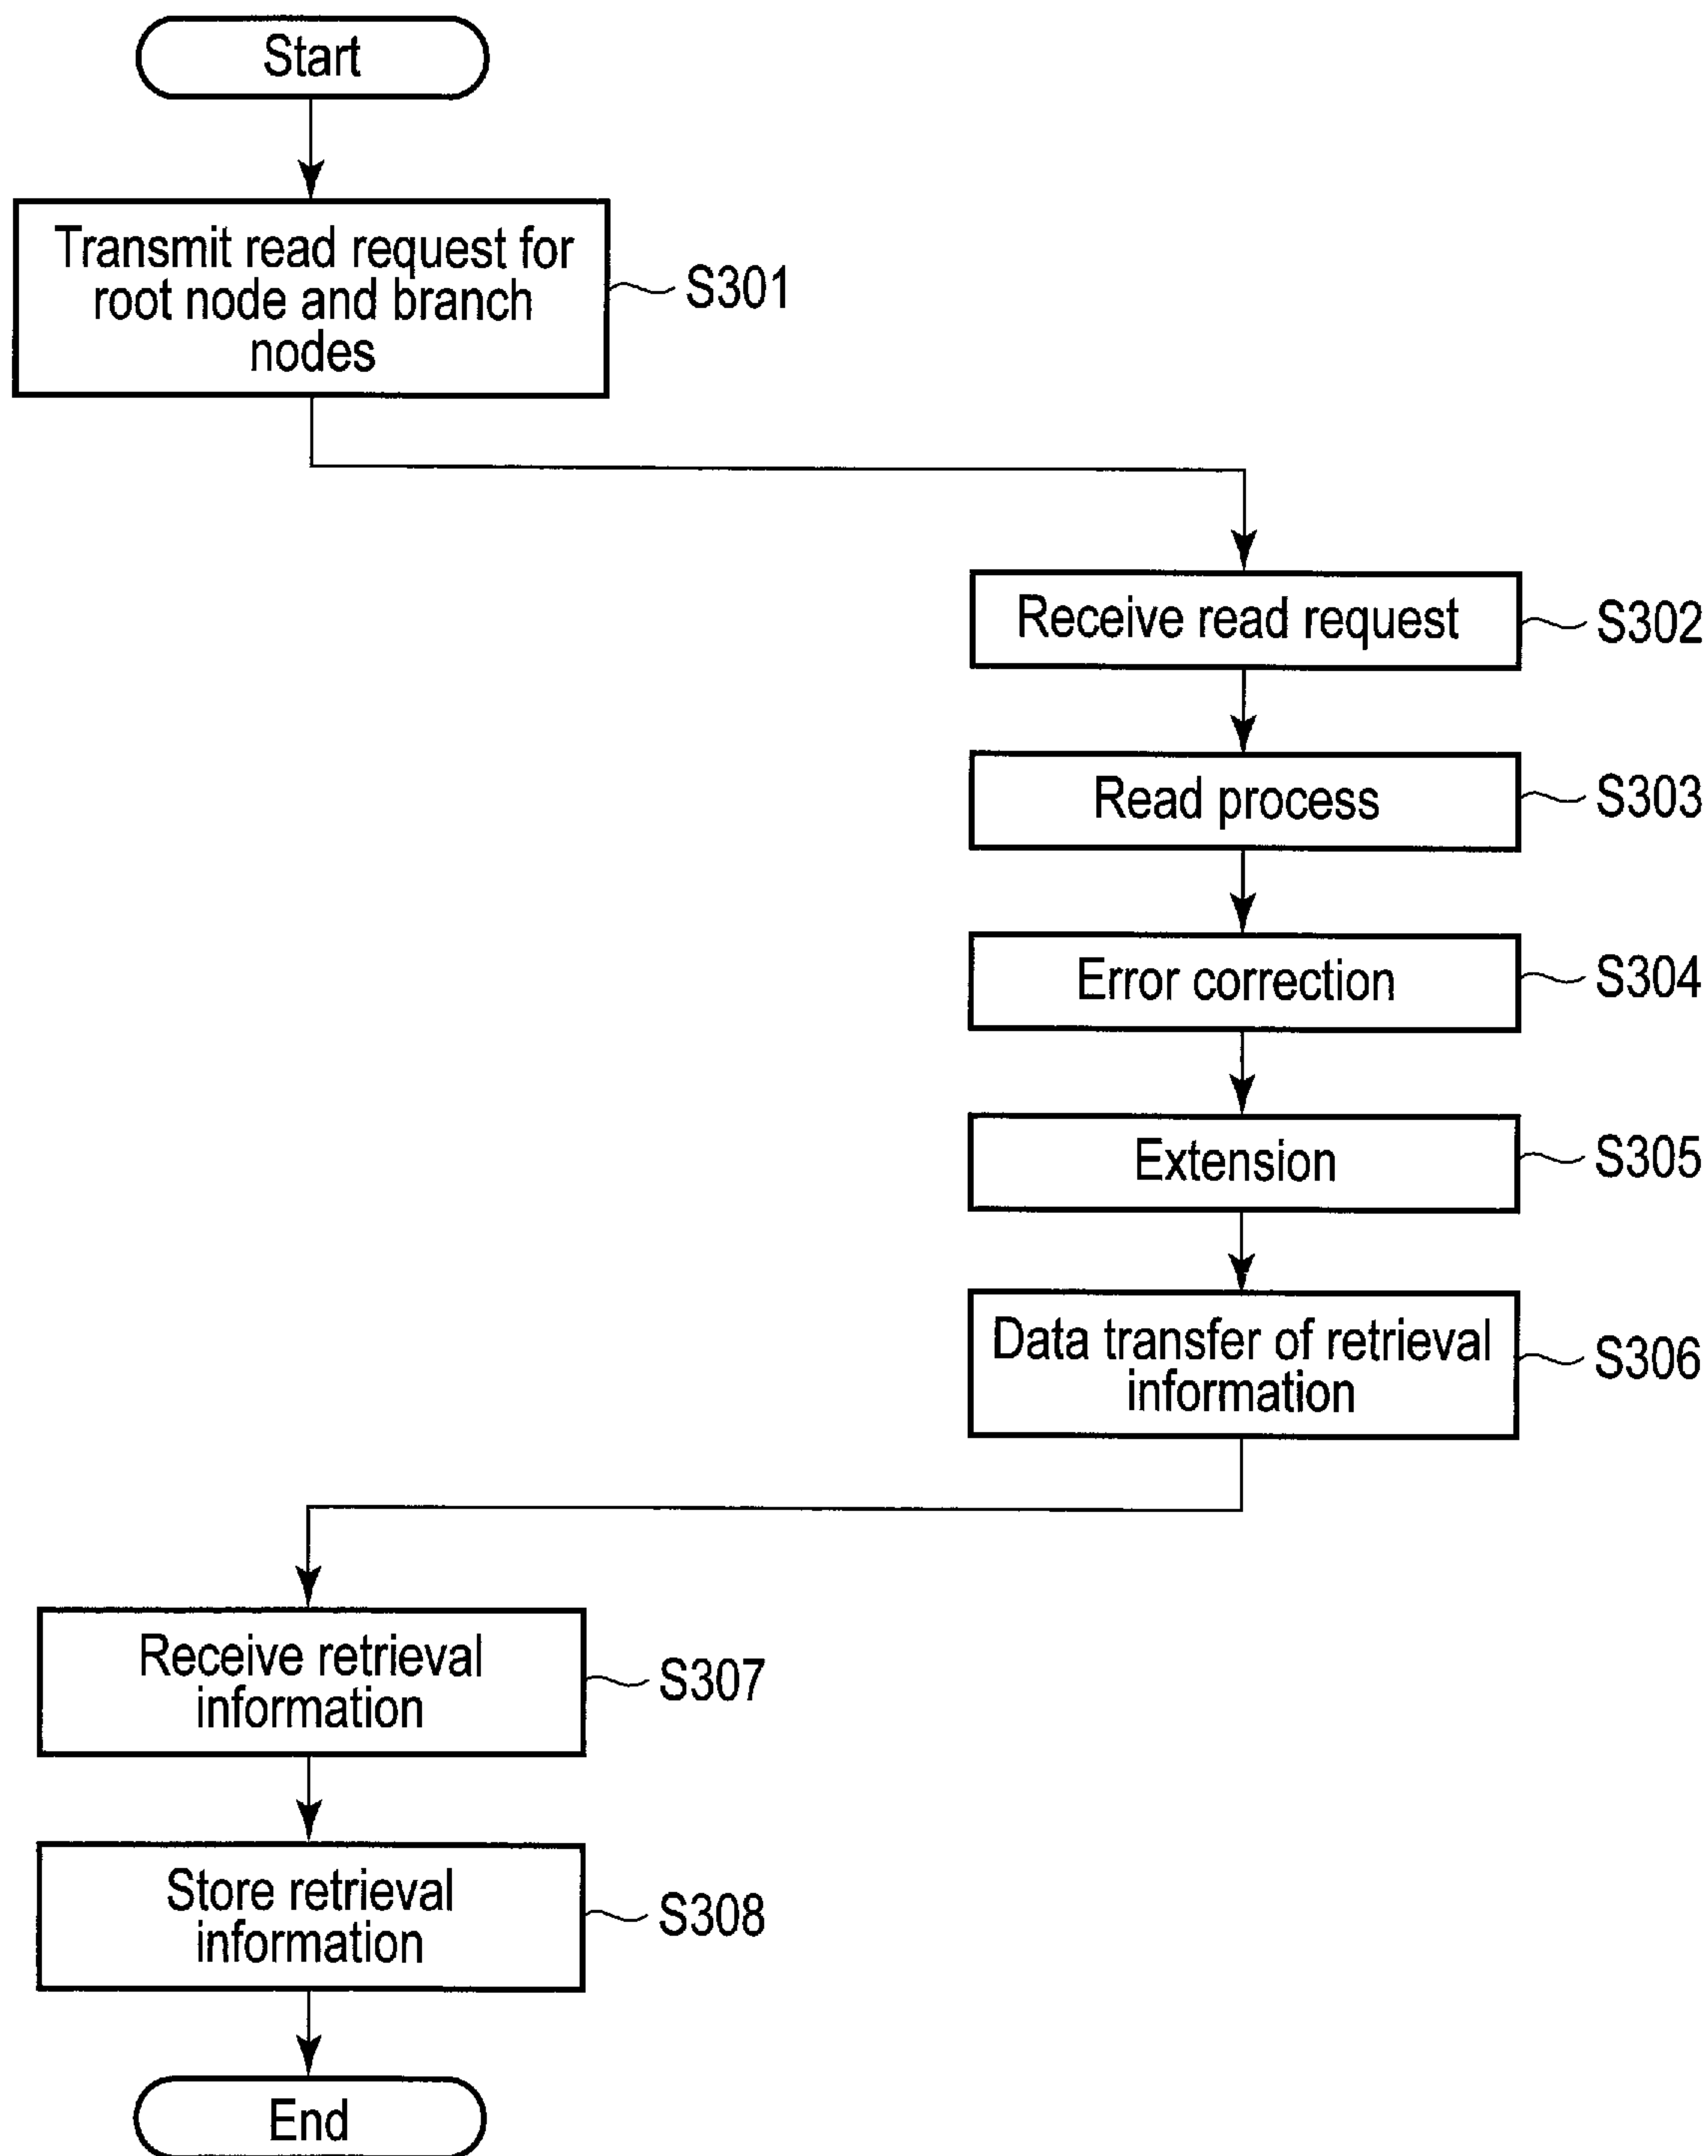 Start
Transmit read request for
root node and branch
nodes
S301
Receive read request
S302
Read process
S303
Error correction
S304
Extension
S305
Data transfer of retrieval
information
S306
Receive retrieval
information
S307
Store retrieval
information
S308
End